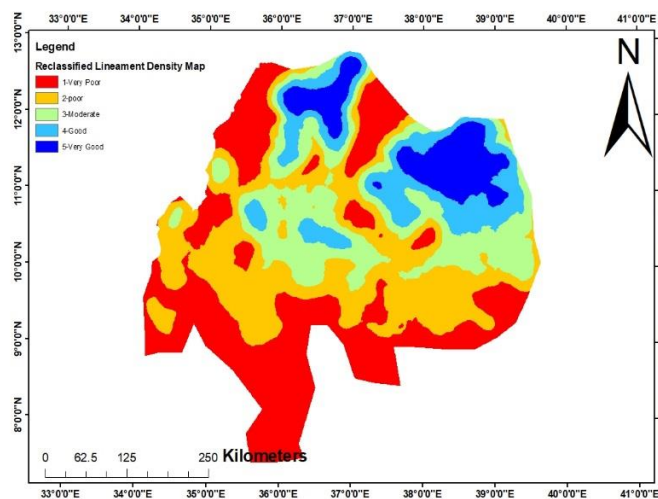 33°0'0"E 34°0'0"E 35°0'0"E 36°0'0"E 37°0'0"E 38°0'0"E 39°0'0"E 40°0'0"E 41°0'0"E
13°0'0"N
12°0'0"N
11°0'0"N
10°0'0"N
9°0'0"N
8°0'0"N
Legend
Reclassified Lineament Density Map
1-Very Poor
2-poor
3-Moderate
4-Good
5-Very Good
N
0 62.5 125 250 Kilometers
33°0'0"E 34°0'0"E 35°0'0"E 36°0'0"E 37°0'0"E 38°0'0"E 39°0'0"E 40°0'0"E 41°0'0"E